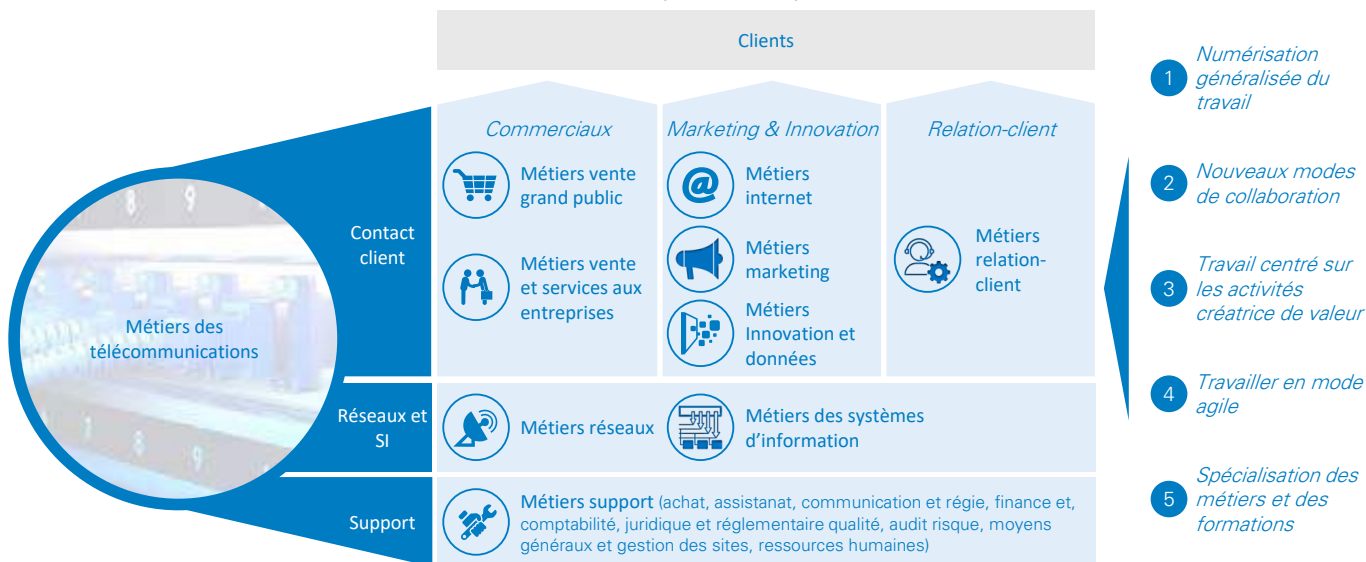 Clients
Commerciaux
Métiers vente
grand public
Métiers vente
et services aux
entreprises
Marketing & Innovation
Métiers
internet
Métiers
marketing
Métiers
Innovation et
données
Relation-client
Métiers
relation-
client
Métiers des
télécommunications
Contact
client
Réseaux et
SI
Métiers réseaux
Métiers des systèmes
d'information
Support
Métiers support (achat, assistanat, communication et régie, finance et,
comptabilité, juridique et réglementaire qualité, audit risque, moyens
généraux et gestion des sites, ressources humaines)
1
Numérisation
généralisée du
travail
2
Nouveaux modes
de collaboration
3
Travail centré sur
les activités
créatrice de valeur
4
Travailler en mode
agile
5
Spécialisation des
métiers et des
formations